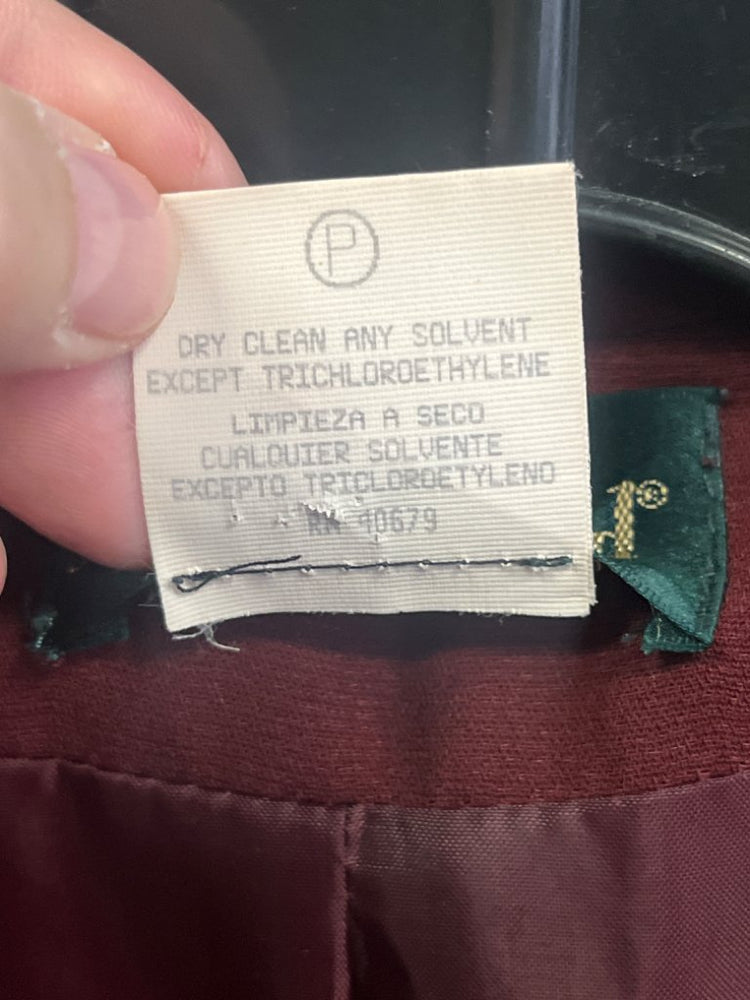 P
DRY CLEAN ANY SOLVENT
EXCEPT TRICHLOROETHYLENE
LIMPIEZA A SECO
CUALQUIER SOLVENTE
EXCEPTO TRICLOROETYLENO
RN 40679
®